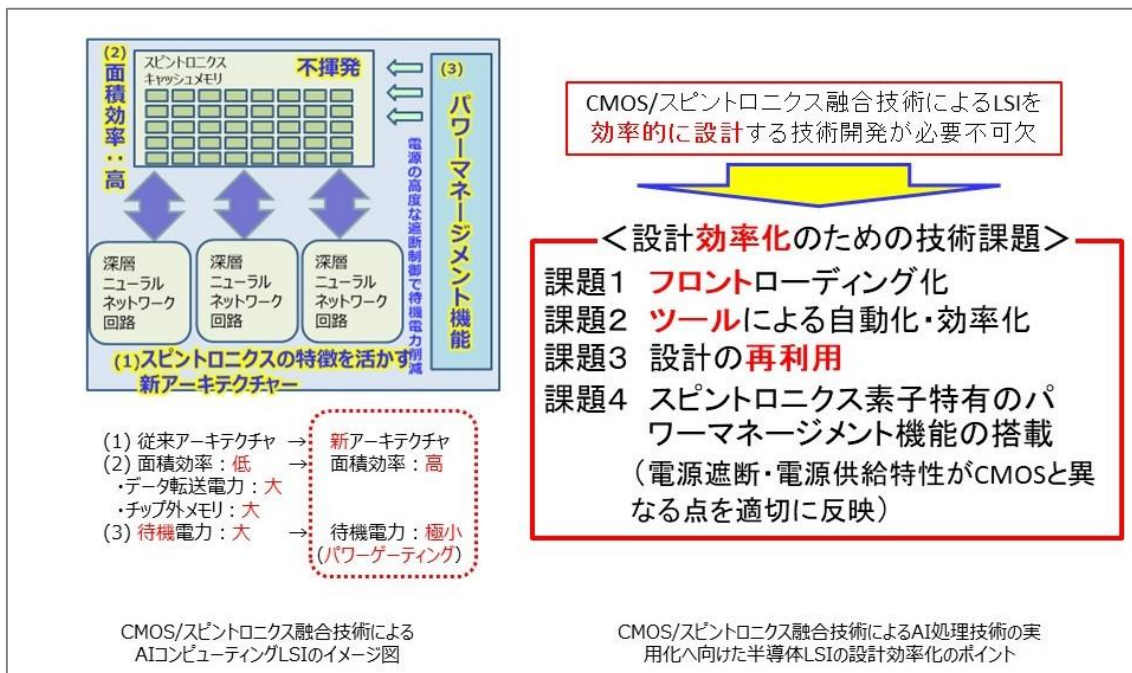 (2)面積効率：高
スピントロニクス
キャッシュメモリ
不揮発
(3)
パワーマネージメント機能
電源の高度な遮断制御で待機電力削減
深層
ニューラル
ネットワーク
回路
深層
ニューラル
ネットワーク
回路
深層
ニューラル
ネットワーク
回路
(1)スピントロニクスの特徴を活かす
新アーキテクチャー
(1) 従来アーキテクチャ → 新アーキテクチャ
(2) 面積効率：低 → 面積効率：高
・データ転送電力：大
・チップ外メモリ：大
(3) 待機電力：大 → 待機電力：極小
(パワーゲーティング)
CMOS/スピントロニクス融合技術による
AIコンピューティングLSIのイメージ図
CMOS/スピントロニクス融合技術によるLSIを
効率的に設計する技術開発が必要不可欠
＜設計効率化のための技術課題＞
課題1 フロントローディング化
課題2 ツールによる自動化・効率化
課題3 設計の再利用
課題4 スピントロニクス素子特有のパ
ワーマネージメント機能の搭載
（電源遮断・電源供給特性がCMOSと異
なる点を適切に反映）
CMOS/スピントロニクス融合技術によるAI処理技術の実
用化へ向けた半導体LSIの設計効率化のポイント